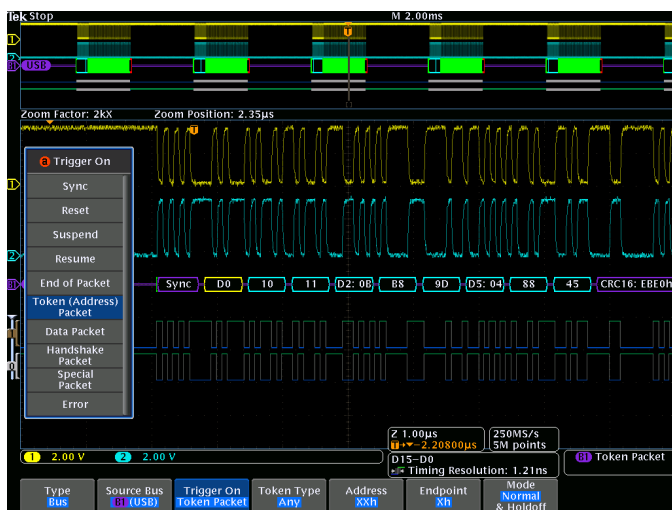 Tek Stop
M 2.00ms
T
1
2
B1 USB
Zoom Factor: 2kX
Zoom Position: 2.35µs
T
a Trigger On
Sync
Reset
Suspend
Resume
End of Packet
Token (Address)
Packet
Data Packet
Handshake
Packet
Special
Packet
Error
1
2
B1
Sync D0 10 11 D2: 0B B8 9D D5: 04 88 45 CRC16: EBE0h
Z 1.00µs
T→▼-2.20800µs
250MS/s
5M points
1 2.00 V
2 2.00 V
D15-D0
Timing Resolution: 1.21ns
B1 Token Packet
Type
Bus
Source Bus
B1 (USB)
Trigger On
Token Packet
Token Type
Any
Address
XXh
Endpoint
Xh
Mode
Normal
& Holdoff